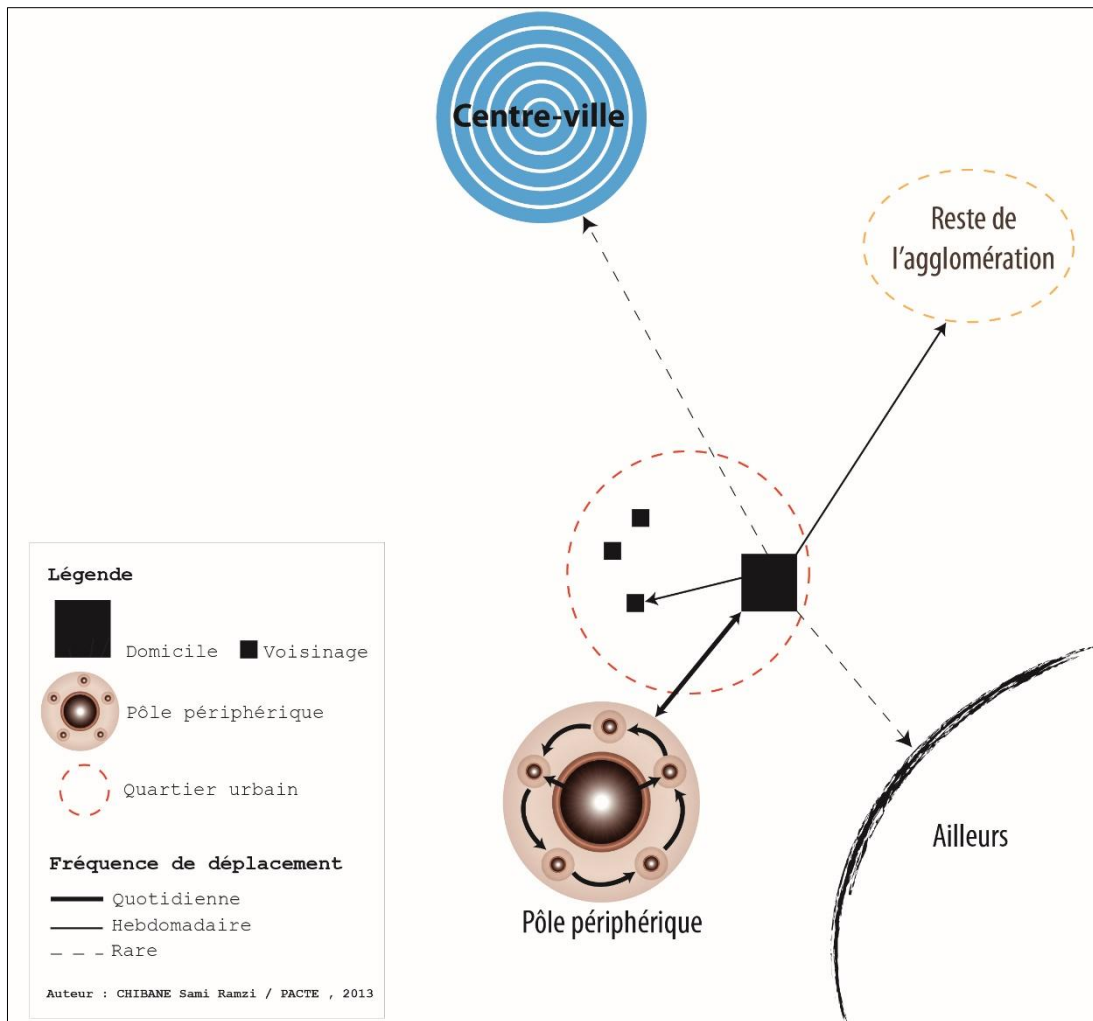 Centre-ville
Reste de
l'agglomération
Légende
Domicile
Voisinage
Pôle périphérique
Quartier urbain
Fréquence de déplacement
Quotidienne
Hebdomadaire
Rare
Auteur : CHIBANE Sami Ramzi / PACTE , 2013
Pôle périphérique
Ailleurs